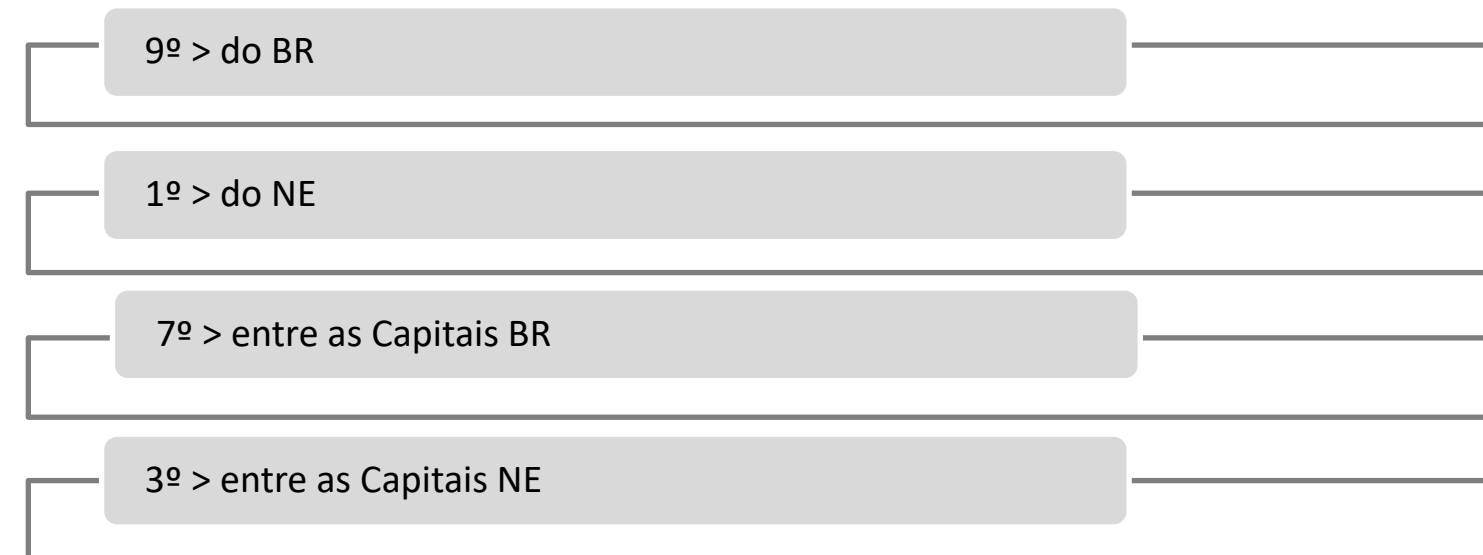 9º > do BR
1º > do NE
7º > entre as Capitais BR
3º > entre as Capitais NE